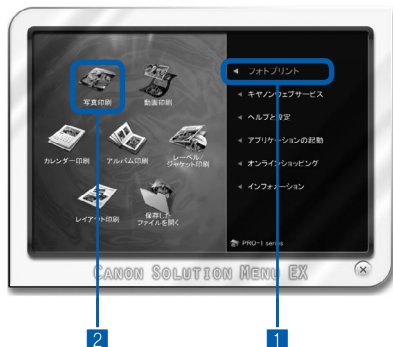 写真印刷
動画印刷
カレンダー印刷
アルバム印刷
レーベル/
ジャケット印刷
レイアウト印刷
保存した
ファイルを開く
フォトプリント
キヤノンウェブサービス
ヘルプと設定
アプリケーションの起動
オンラインショッピング
インフォメーション
PRO-1 series
CANON SOLUTION MENU EX
2
1